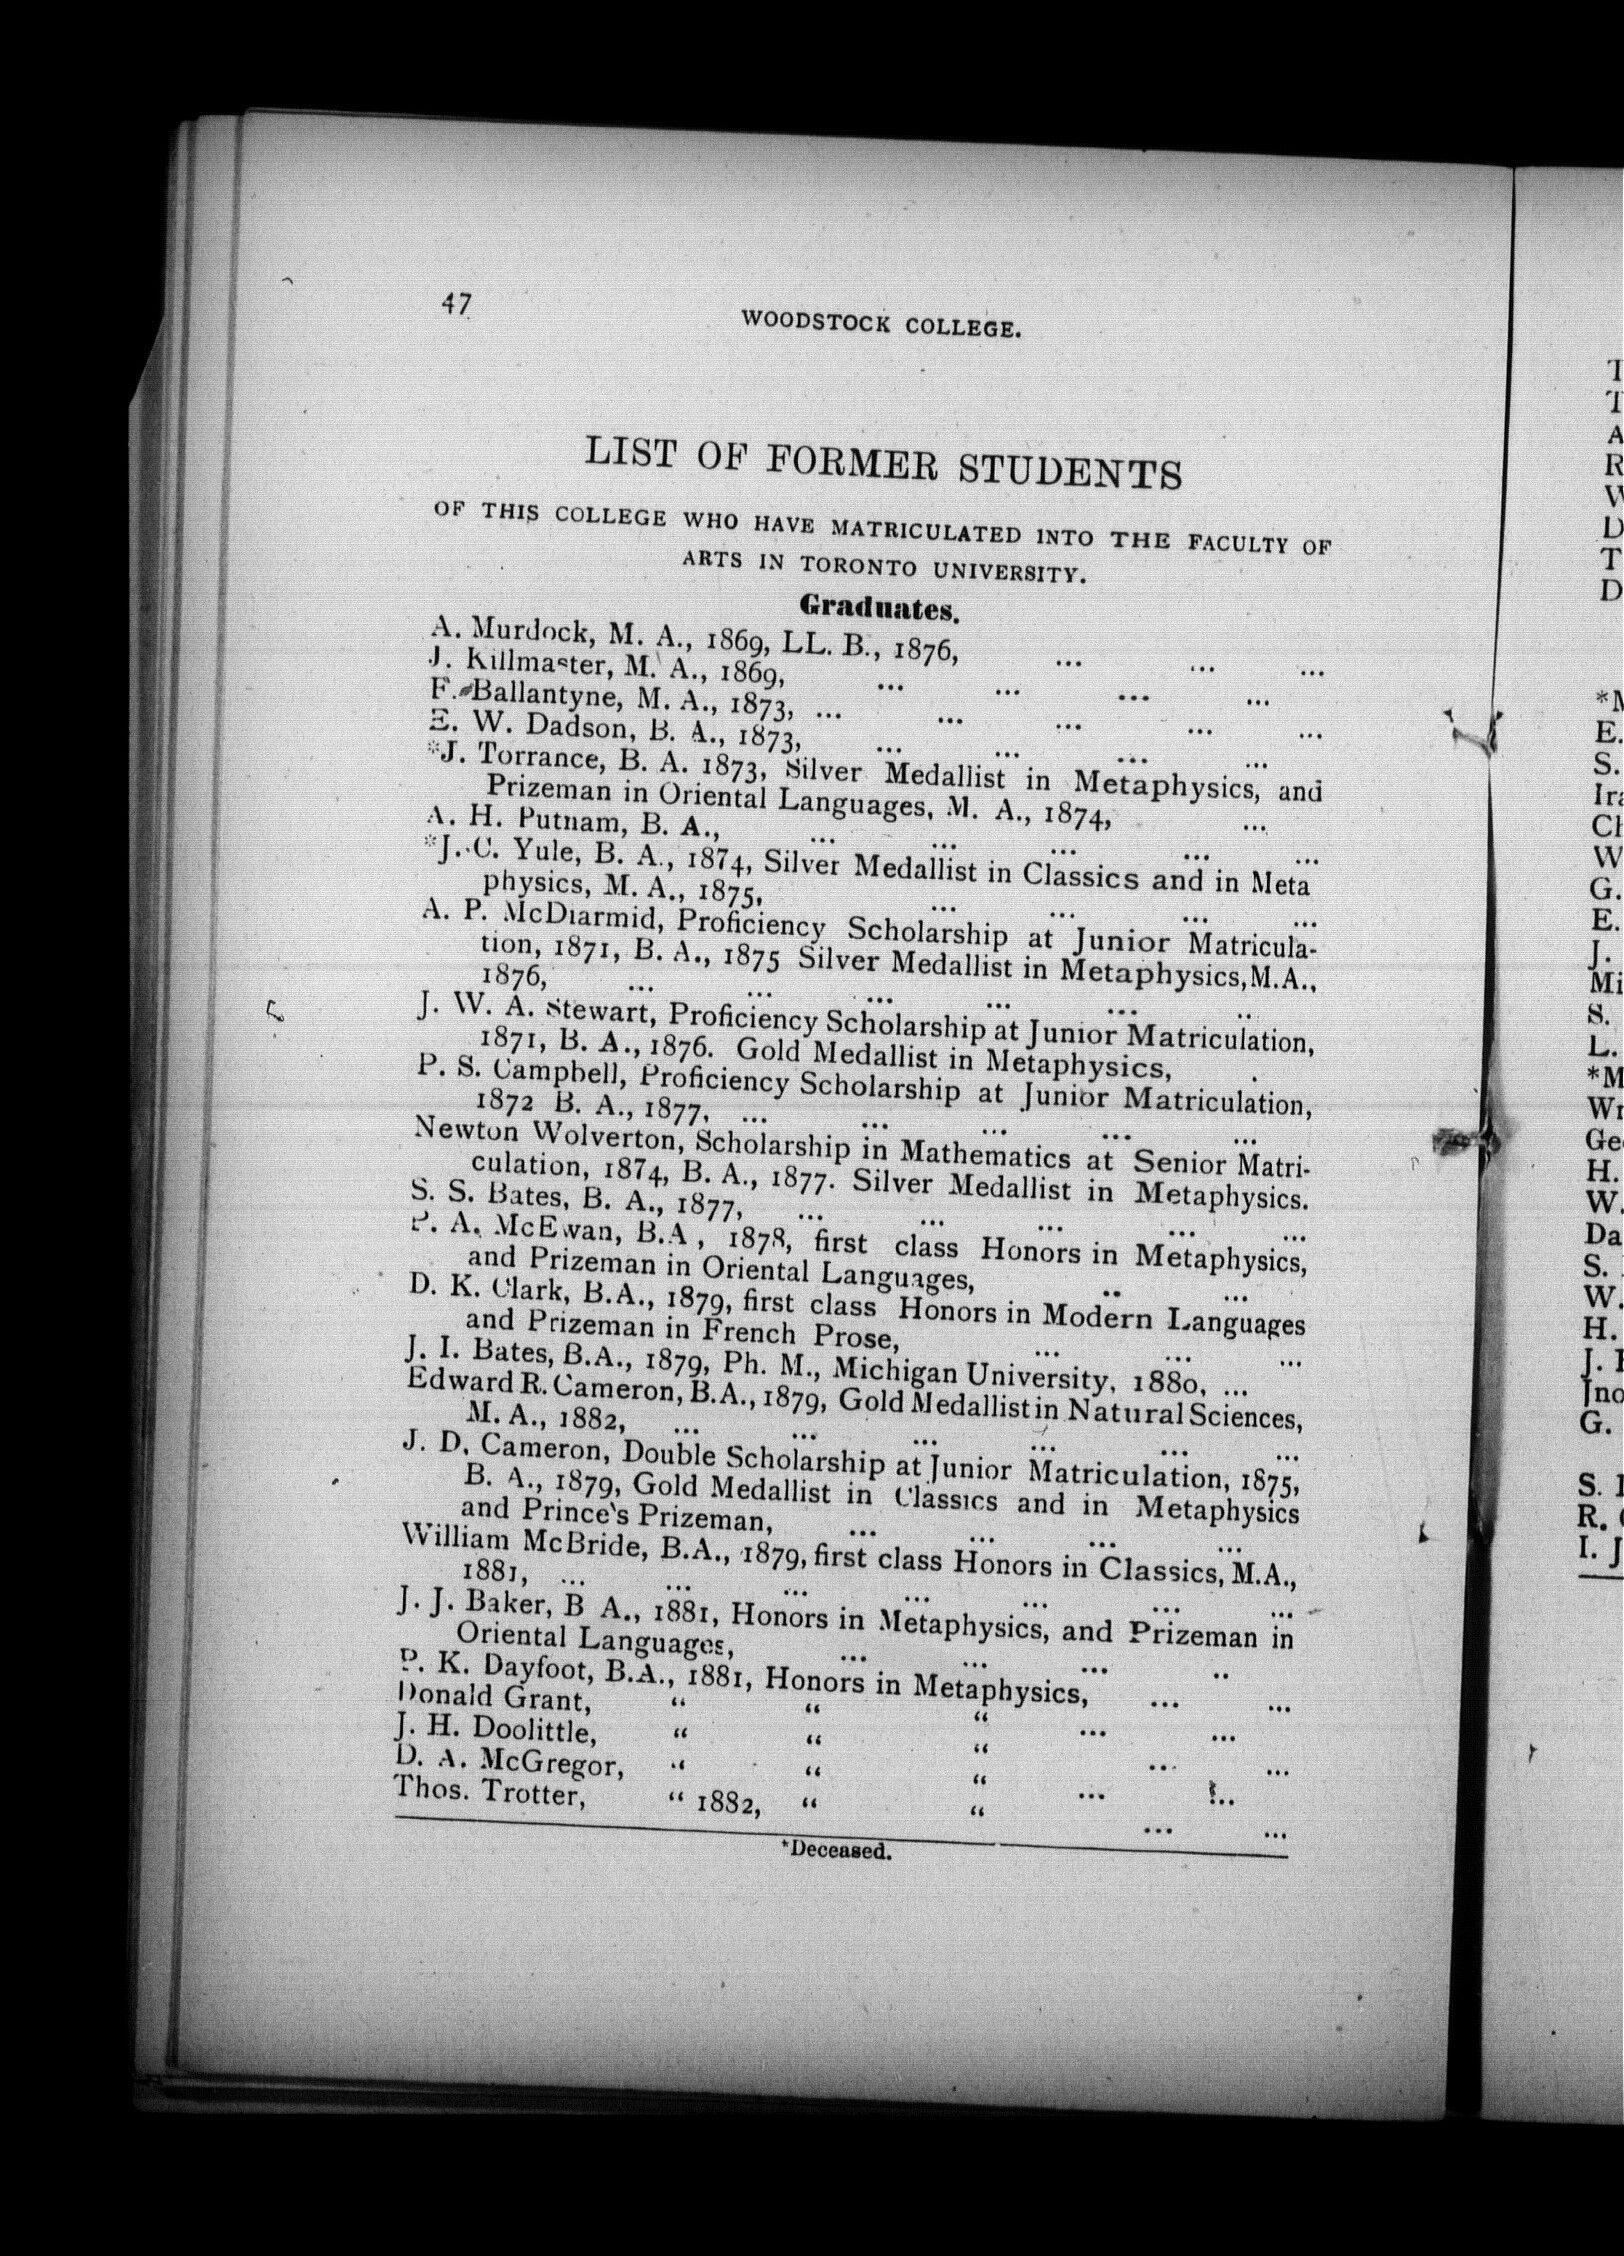 47
WOODSTOCK COLLEGE.
LIST OF FORMER STUDENTS
OF THIS COLLEGE WHO HAVE MATRICULATED INTO THE FACULTY OF
ARTS IN TORONTO UNIVERSITY.
Graduates.
A. Murdock, M. A., 1869, LL. B., 1876, ... ... ...
J. Killmaster, M. A., 1869, ... ... ... ...
F. Ballantyne, M. A., 1873, ... ... ... ... ...
E. W. Dadson, B. A., 1873, ... ... ... ...
*J. Torrance, B. A. 1873, Silver Medallist in Metaphysics, and
Prizeman in Oriental Languages, M. A., 1874, ...
A. H. Putnam, B. A., ... ... ... ... ...
*J. C. Yule, B. A., 1874, Silver Medallist in Classics and in Meta
physics, M. A., 1875, ... ... ... ...
A. P. McDiarmid, Proficiency Scholarship at Junior Matricula-
tion, 1871, B. A., 1875 Silver Medallist in Metaphysics, M.A.,
1876, ... ... ... ... ... ..
J. W. A. Stewart, Proficiency Scholarship at Junior Matriculation,
1871, B. A., 1876. Gold Medallist in Metaphysics, .
P. S. Campbell, Proficiency Scholarship at Junior Matriculation,
1872 B. A., 1877, ... ... ... ... ...
Newton Wolverton, Scholarship in Mathematics at Senior Matri-
culation, 1874, B. A., 1877. Silver Medallist in Metaphysics.
S. S. Bates, B. A., 1877, ... ... ... ... ...
P. A. McEwan, B.A , 1878, first class Honors in Metaphysics,
and Prizeman in Oriental Languages, .. ...
D. K. Clark, B.A., 1879, first class Honors in Modern Languages
and Prizeman in French Prose, ... ... ...
J. I. Bates, B.A., 1879, Ph. M., Michigan University, 1880, ...
Edward R. Cameron, B.A., 1879, Gold Medallist in Natural Sciences,
M. A., 1882, ... ... ... ... ... ...
J. D. Cameron, Double Scholarship at Junior Matriculation, 1875,
B. A., 1879, Gold Medallist in Classics and in Metaphysics
and Prince's Prizeman, ... ... ... ...
William McBride, B.A., 1879, first class Honors in Classics, M.A.,
1881, ... ... ... ... ... ... ...
J. J. Baker, B A., 1881, Honors in Metaphysics, and Prizeman in
Oriental Languages, ... ... ... ..
P. K. Dayfoot, B.A., 1881, Honors in Metaphysics, ... ...
Donald Grant, “ “ “ ... ...
J. H. Doolittle, “ “ “ ... ...
D. A. McGregor, “ “ “ ... ...
Thos. Trotter, “ 1882, “ “ ... ...
*Deceased.